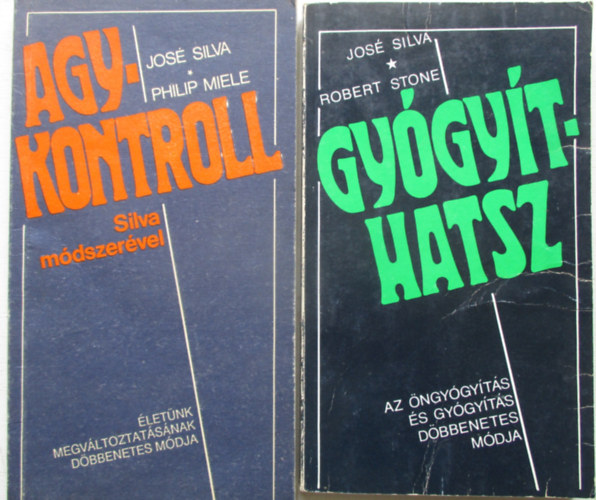 JOSÉ SILVA
PHILIP MIELE
AGY-
KONTROLL
Silva
módszerével
ÉLETÜNK
MEGVÁLTOZTATÁSÁNAK
DÖBBENETES MÓDJA
JOSÉ SILVA
ROBERT STONE
GYÓGYÍT-
HATSZ
AZ ÖNGYÓGYÍTÁS
ÉS GYÓGYÍTÁS
DÖBBENETES
MÓDJA